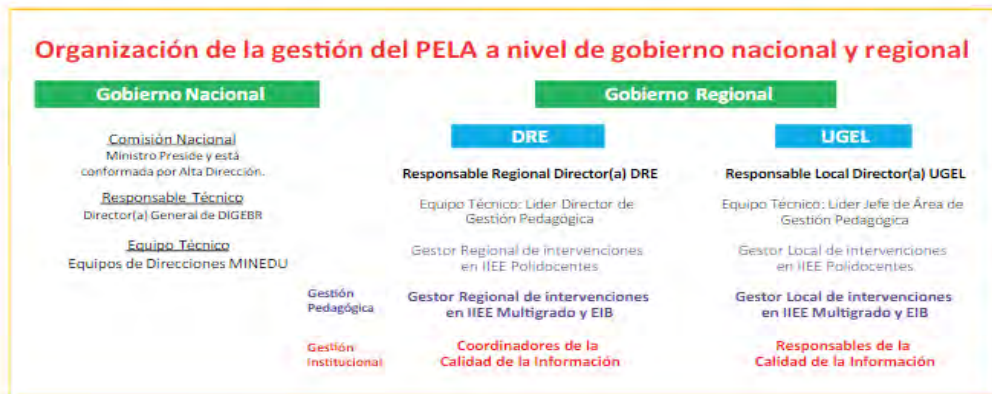 Organización de la gestión del PELA a nivel de gobierno nacional y regional
Gobierno Nacional
Comisión Nacional
Ministro Preside y está
conformada por Alta Dirección.
Responsable Técnico
Director(a) General de DIGEBR
Equipo Técnico
Equipos de Direcciones MINEDU
Gobierno Regional
DRE
Responsable Regional Director(a) DRE
Equipo Técnico: Lider Director de
Gestión Pedagógica
Gestor Regional de intervenciones
en IIEE Polidocentes
Gestión
Pedagógica
Gestor Regional de intervenciones
en IIEE Multigrado y EIB
Gestión
Institucional
Coordinadores de la
Calidad de la Información
UGEL
Responsable Local Director(a) UGEL
Equipo Técnico: Lider Jefe de Área de
Gestión Pedagógica
Gestor Local de intervenciones
en IIEE Polidocentes
Gestor Local de intervenciones
en IIEE Multigrado y EIB
Responsables de la
Calidad de la Información